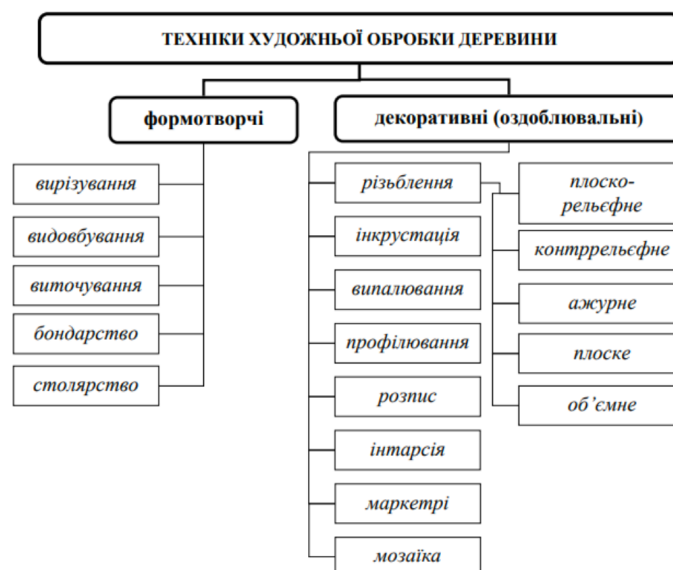 ТЕХНІКИ ХУДОЖНЬОЇ ОБРОБКИ ДЕРЕВИНИ
формотворчі
декоративні (оздоблювальні)
вирізування
видовбування
виточування
бондарство
столярство
різьблення
інкрустація
випалювання
профілювання
розпис
інтарсія
маркетрі
мозаїка
плоско-
рельєфне
контррельєфне
ажурне
плоске
об’ємне